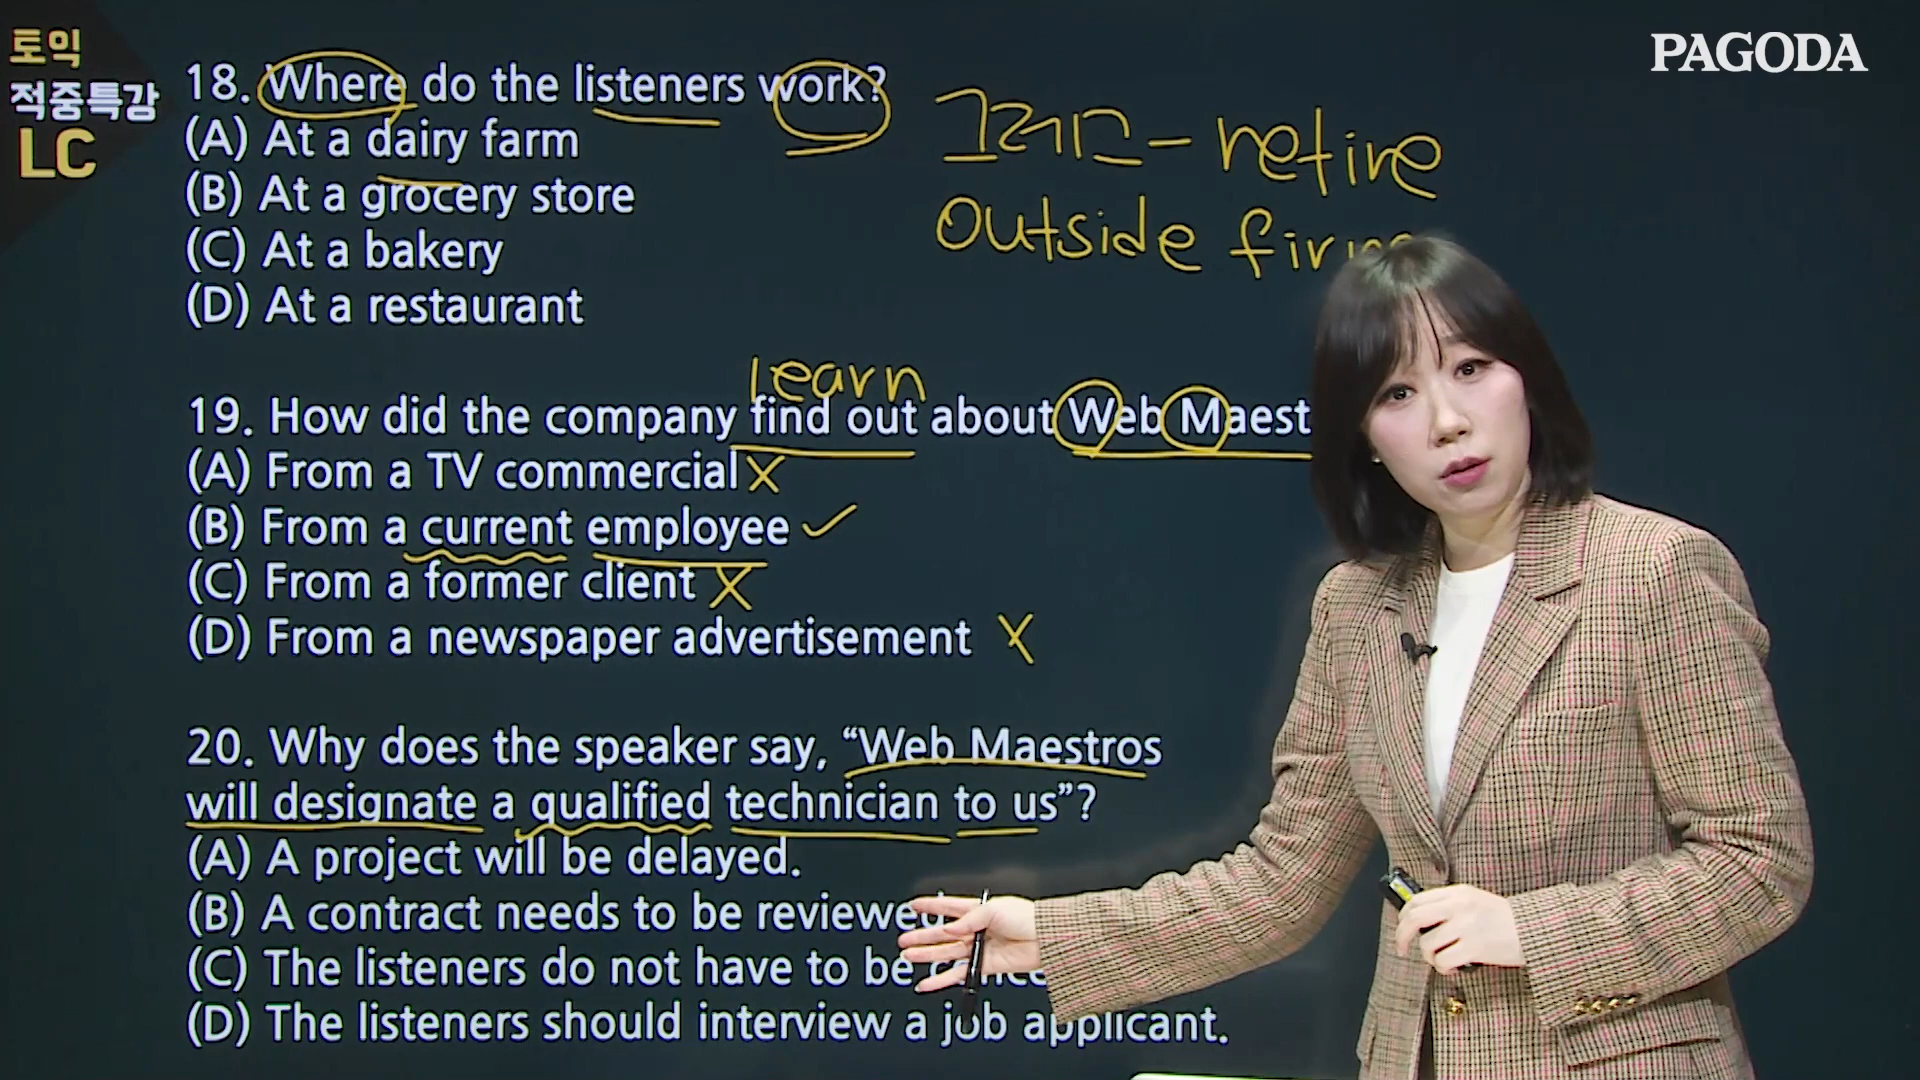 토익
적중특강
LC
PAGODA
18. Where do the listeners work?
(A) At a dairy farm
(B) At a grocery store
(C) At a bakery
(D) At a restaurant
retire
outside
learn
19. How did the company find out about Web Maest
(A) From a TV commercial X
(B) From a current employee ✓
(C) From a former client X
(D) From a newspaper advertisement X
20. Why does the speaker say, “Web Maestros
will designate a qualified technician to us”?
(A) A project will be delayed.
(B) A contract needs to be reviewed
(C) The listeners do not have to be
(D) The listeners should interview a job applicant.